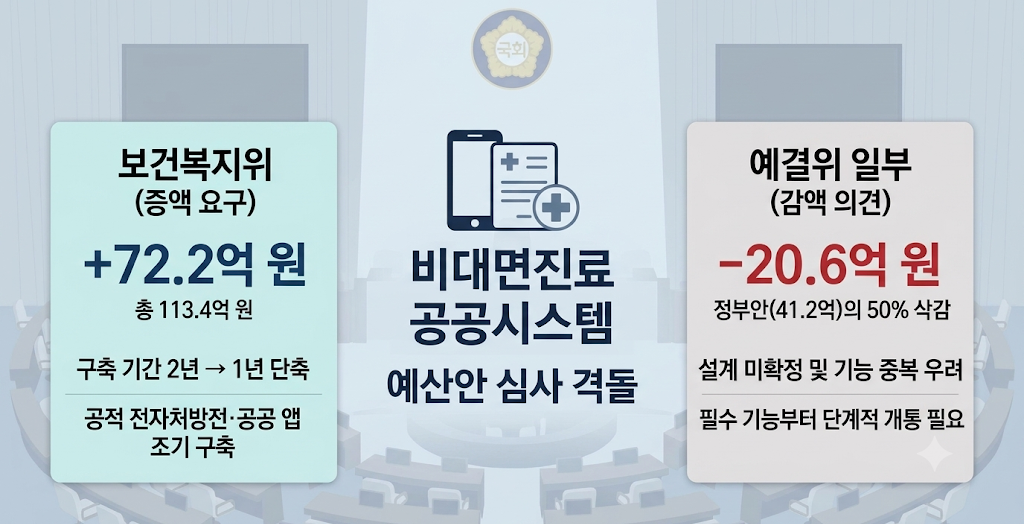 국회
보건복지위
(증액 요구)
+72.2억 원
총 113.4억 원
구축 기간 2년 → 1년 단축
공적 전자처방전·공공 앱
조기 구축
비대면진료
공공시스템
예산안 심사 격돌
예결위 일부
(감액 의견)
-20.6억 원
정부안(41.2억)의 50% 삭감
설계 미확정 및 기능 중복 우려
필수 기능부터 단계적 개통 필요